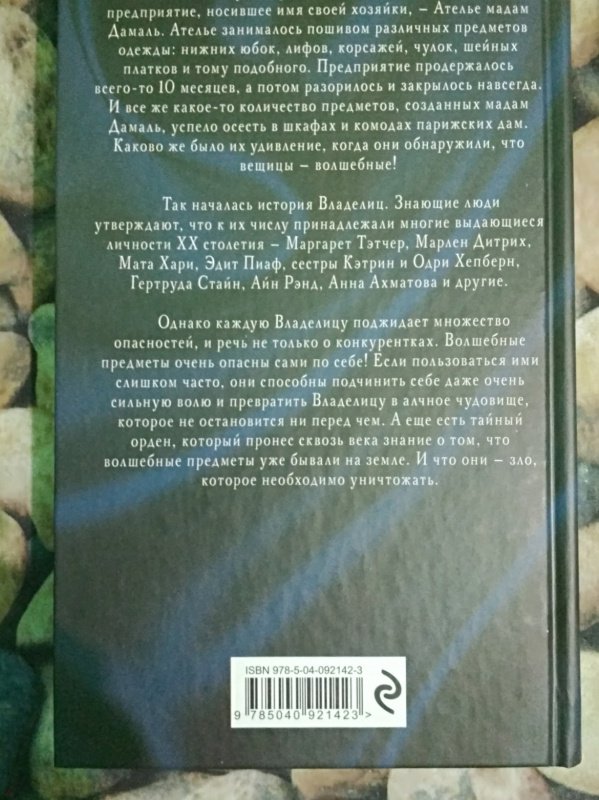 предприятие, носившее имя своей хозяйки, – Ателье мадам
Дамаль. Ателье занималось пошивом различных предметов
одежды: нижних юбок, лифов, корсажей, чулок, шейных
платков и тому подобного. Предприятие продержалось
всего-то 10 месяцев, а потом разорилось и закрылось навсегда.
И все же какое-то количество предметов, созданных мадам
Дамаль, успело осесть в шкафах и комодах парижских дам.
Каково же было их удивление, когда они обнаружили, что
вещицы – волшебные!
Так началась история Владелиц. Знающие люди
утверждают, что к их числу принадлежали многие выдающиеся
личности XX столетия – Маргарет Тэтчер, Марлен Дитрих,
Мата Хари, Эдит Пиаф, сестры Кэтрин и Одри Хепберн,
Гертруда Стайн, Айн Рэнд, Анна Ахматова и другие.
Однако каждую Владелицу поджидает множество
опасностей, и речь не только о конкурентках. Волшебные
предметы очень опасны сами по себе! Если пользоваться ими
слишком часто, они способны подчинить себе даже очень
сильную волю и превратить Владелицу в алчное чудовище,
которое не остановится ни перед чем. А еще есть тайный
орден, который пронес сквозь века знание о том, что
волшебные предметы уже бывали на земле. И что они – зло,
которое необходимо уничтожать.
ISBN 978-5-04-092142-3
9 785040 921423 >